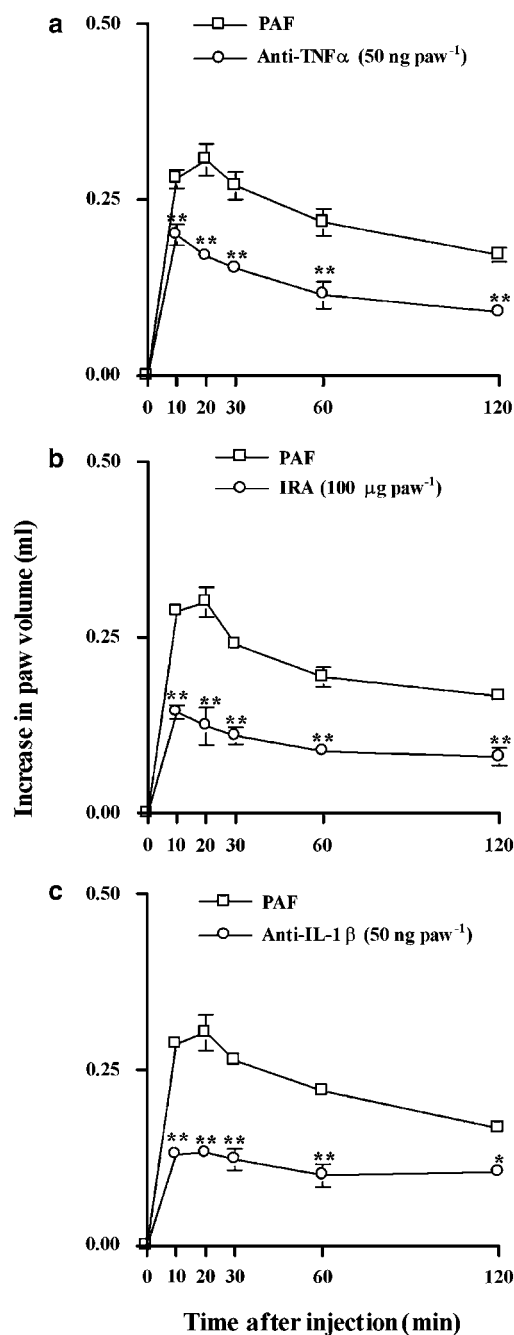 a
0.50
PAF
Anti-TNFα (50 ng paw⁻¹)
0.25
**
**
**
**
**
0.00
0 10 20 30 60 120
b
0.50
PAF
IRA (100 μg paw⁻¹)
Increase in paw volume (ml)
0.25
**
**
**
**
**
0.00
0 10 20 30 60 120
c
0.50
PAF
Anti-IL-1 β (50 ng paw⁻¹)
0.25
**
**
**
**
*
0.00
0 10 20 30 60 120
Time after injection (min)